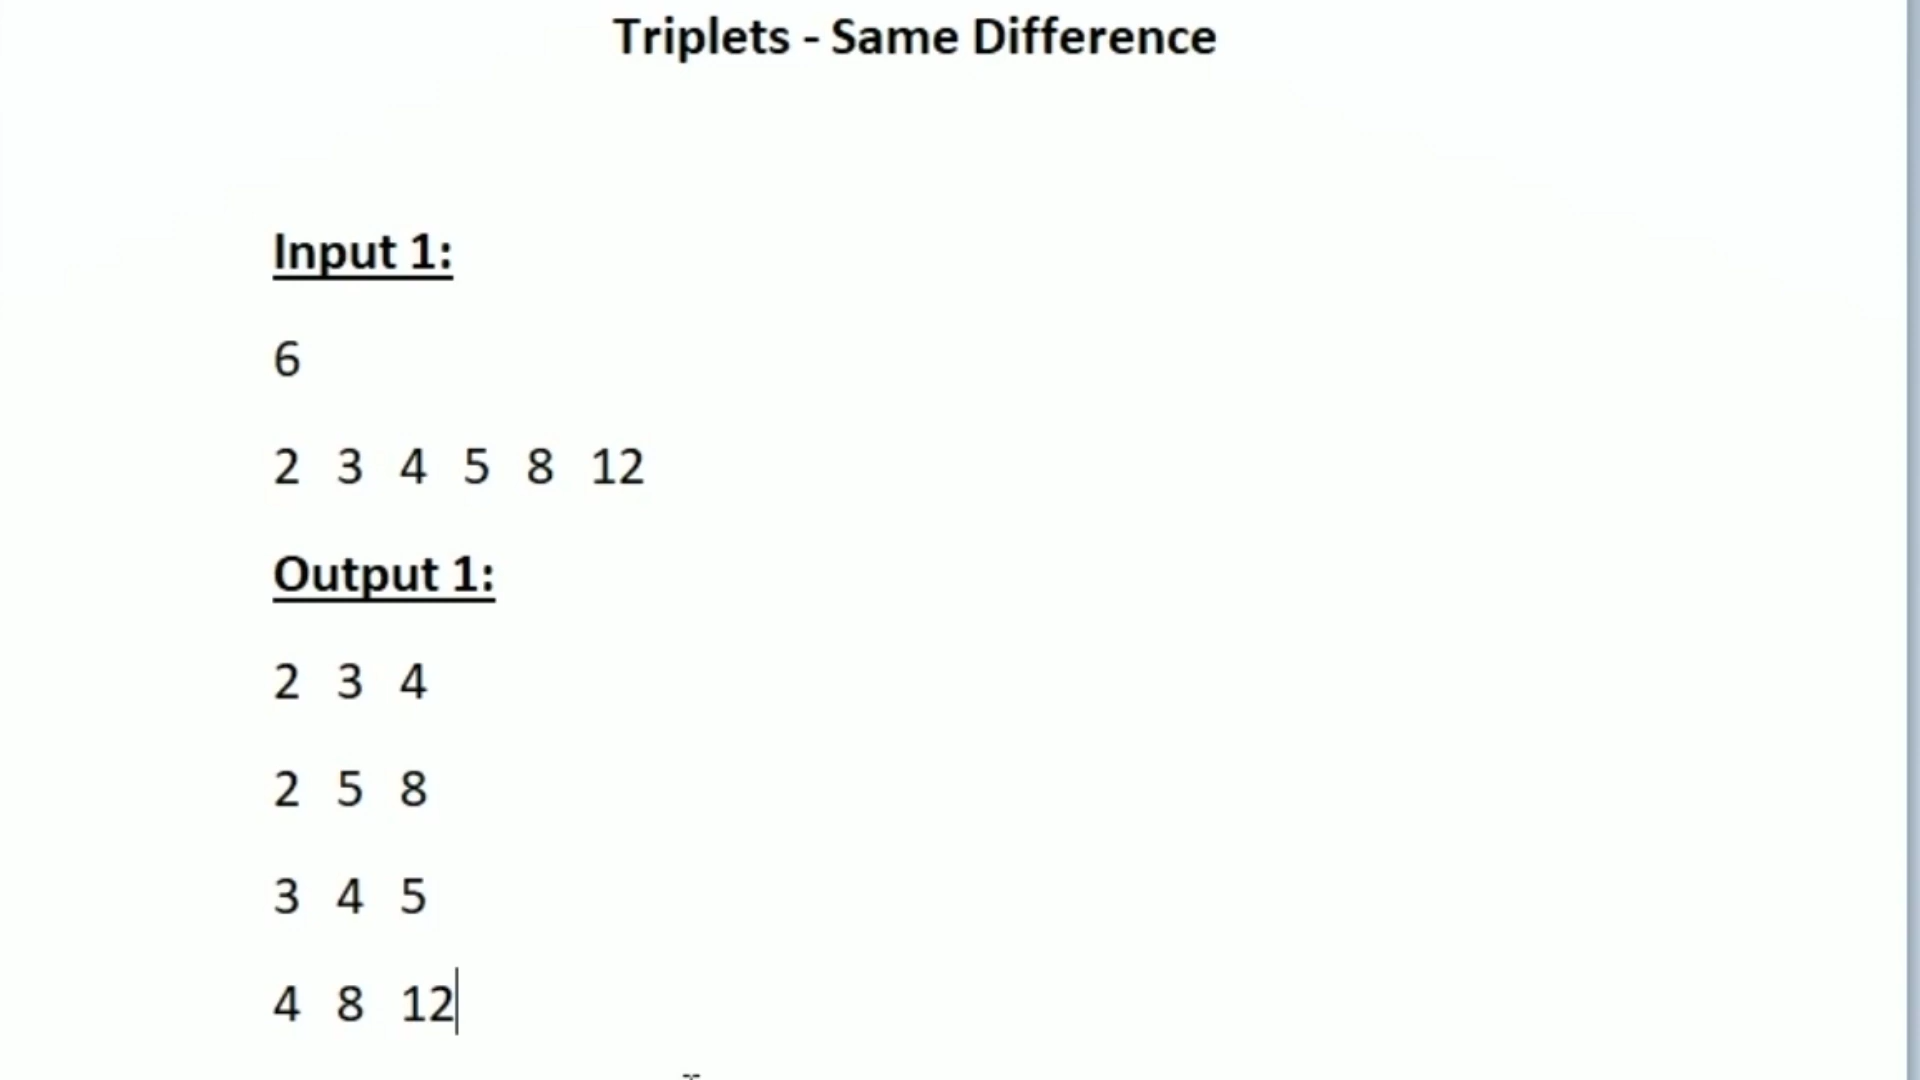 Triplets - Same Difference
Input 1:
6
2 3 4 5 8 12
Output 1:
2 3 4
2 5 8
3 4 5
4 8 12